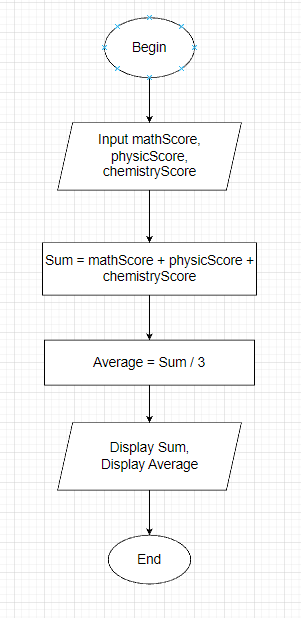 Begin
Input mathScore,
physicScore,
chemistryScore
Sum = mathScore + physicScore +
chemistryScore
Average = Sum / 3
Display Sum,
Display Average
End